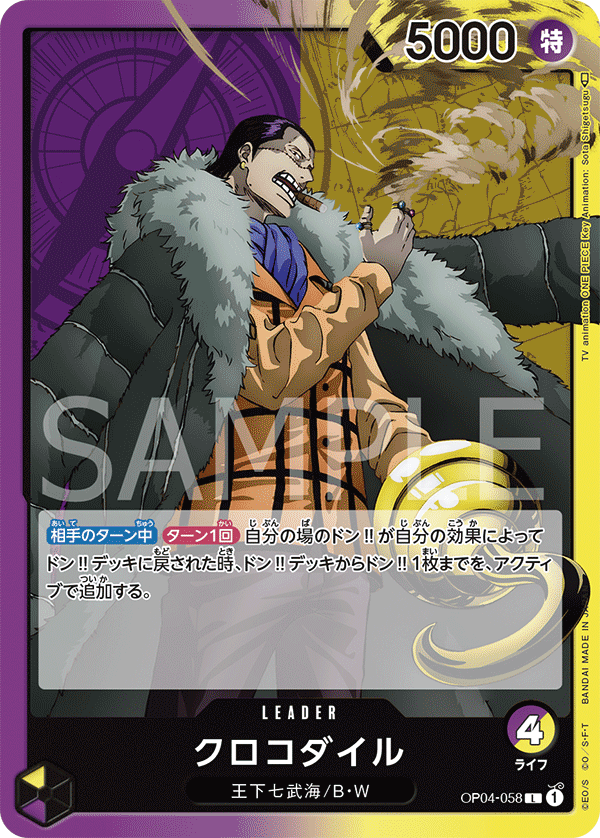 5000 特
SAMPLE
相手のターン中 ターン1回 自分の場のドン!!が自分の効果によって
ドン!!デッキに戻された時、ドン!!デッキからドン!!1枚までを、アクティ
ブで追加する。
LEADER
クロコダイル
4
ライフ
王下七武海/B・W
OP04-058 L 1
TV animation ONE PIECE Key Animation: Sota Shigetsugu D
©E/O/S ©O/S・F・T BANDAI MADE IN